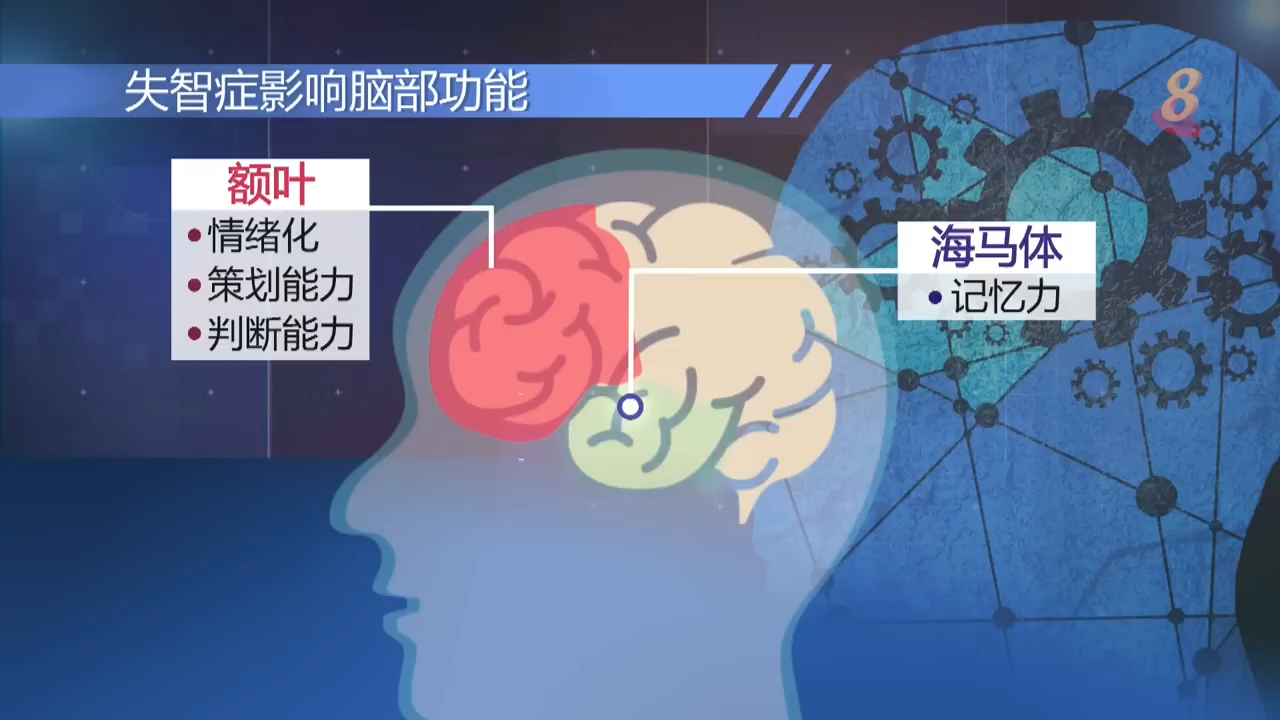 失智症影响脑部功能
8
额叶
• 情绪化
• 策划能力
• 判断能力
海马体
• 记忆力